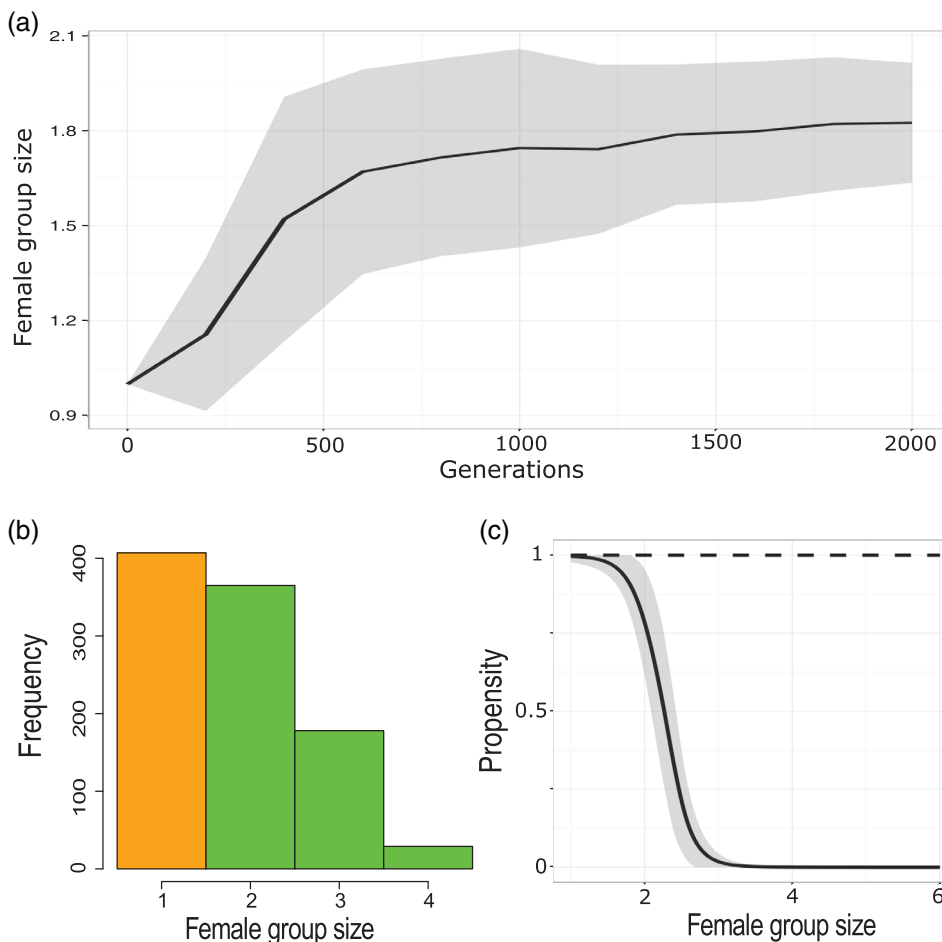 (a)
2.1
1.8
1.5
1.2
0.9
Female group size
0 500 1000 1500 2000
Generations
(b)
400
300
200
100
0
Frequency
1 2 3 4
Female group size
(c)
1
0.5
0
Propensity
2 4 6
Female group size